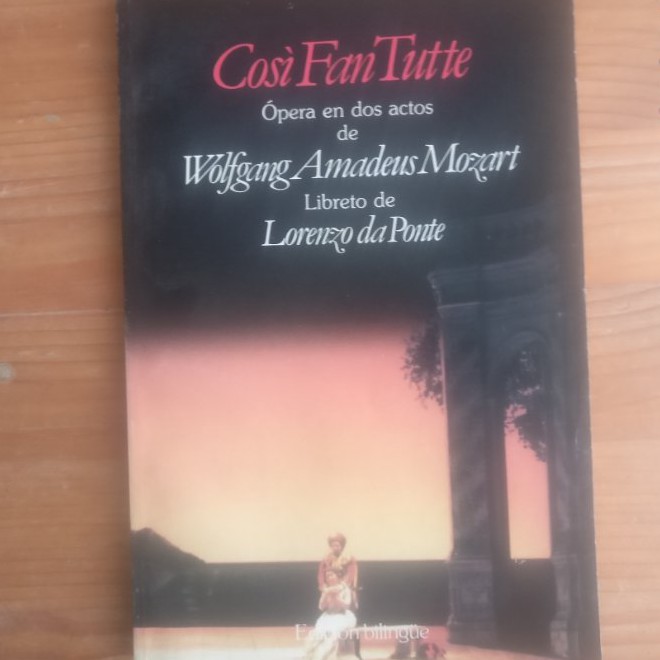 Così Fan Tutte
Ópera en dos actos
de
Wolfgang Amadeus Mozart
Libreto de
Lorenzo da Ponte
Edición bilingüe